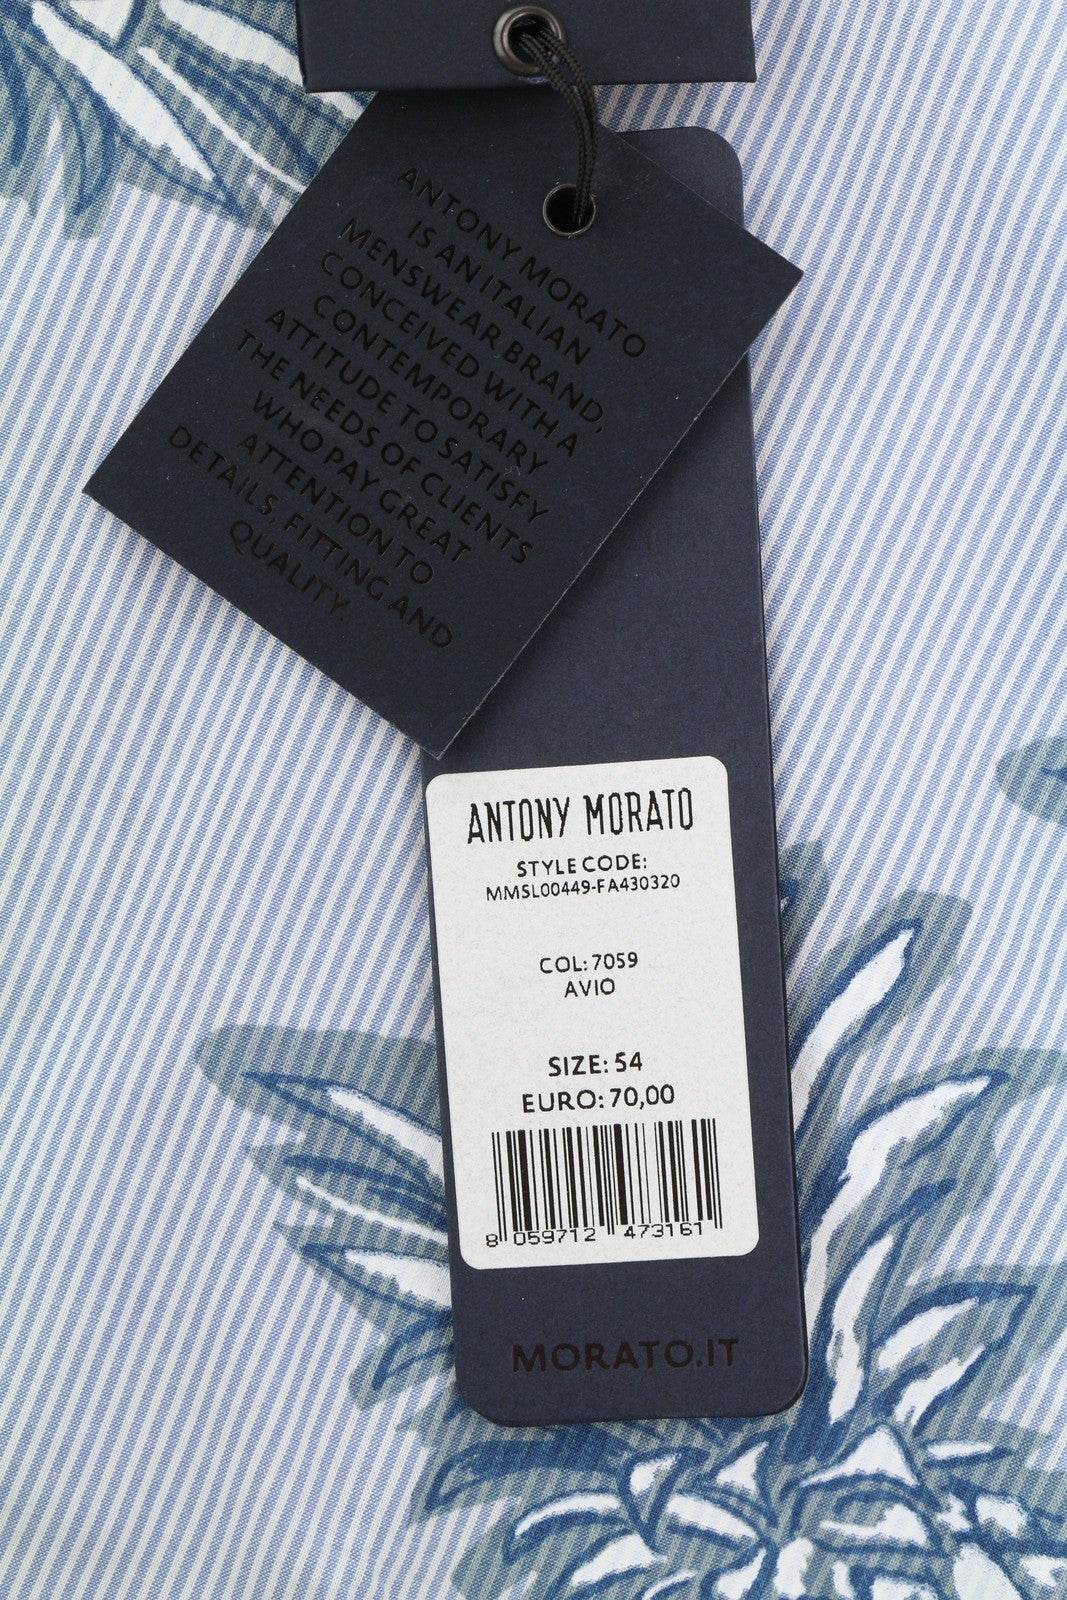 ANTONY MORATO
IS AN ITALIAN
MENSWEAR BRAND,
CONCEIVED WITH A
CONTEMPORARY
ATTITUDE TO SATISFY
THE NEEDS OF CLIENTS
WHO PAY GREAT
ATTENTION TO
DETAILS, FITTING AND
QUALITY.
ANTONY MORATO
STYLE CODE:
MMSL00449-FA430320
COL: 7059
AVIO
SIZE: 54
EURO: 70,00
8 059712 473161
MORATO.IT